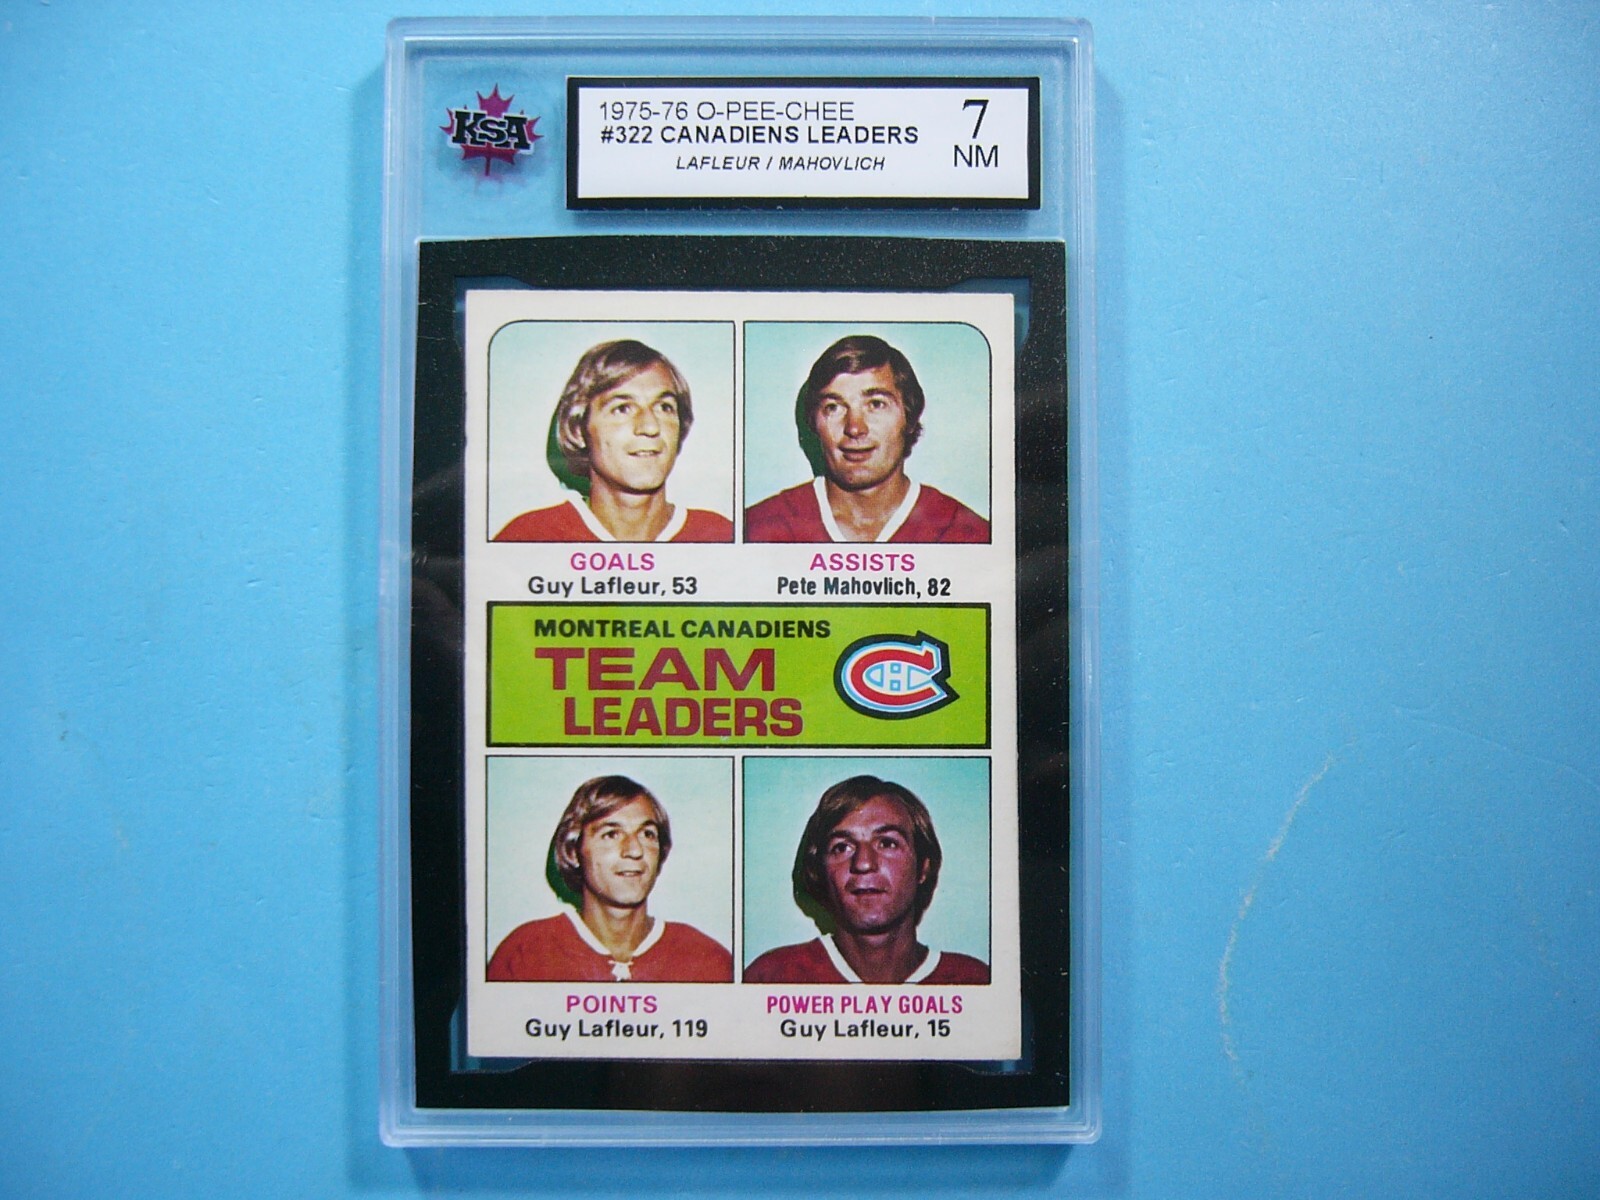 KSA
1975-76 O-PEE-CHEE
#322 CANADIENS LEADERS
LAFLEUR / MAHOVLICH
7
NM
GOALS
Guy Lafleur, 53
ASSISTS
Pete Mahovlich, 82
MONTREAL CANADIENS
TEAM
LEADERS
CH
POINTS
Guy Lafleur, 119
POWER PLAY GOALS
Guy Lafleur, 15